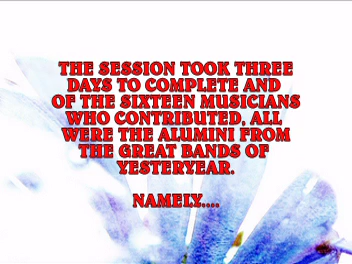 THE SESSION TOOK THREE
DAYS TO COMPLETE AND
OF THE SIXTEEN MUSICIANS
WHO CONTRIBUTED, ALL
WERE THE ALUMINI FROM
THE GREAT BANDS OF
YESTERYEAR.
NAMELY....